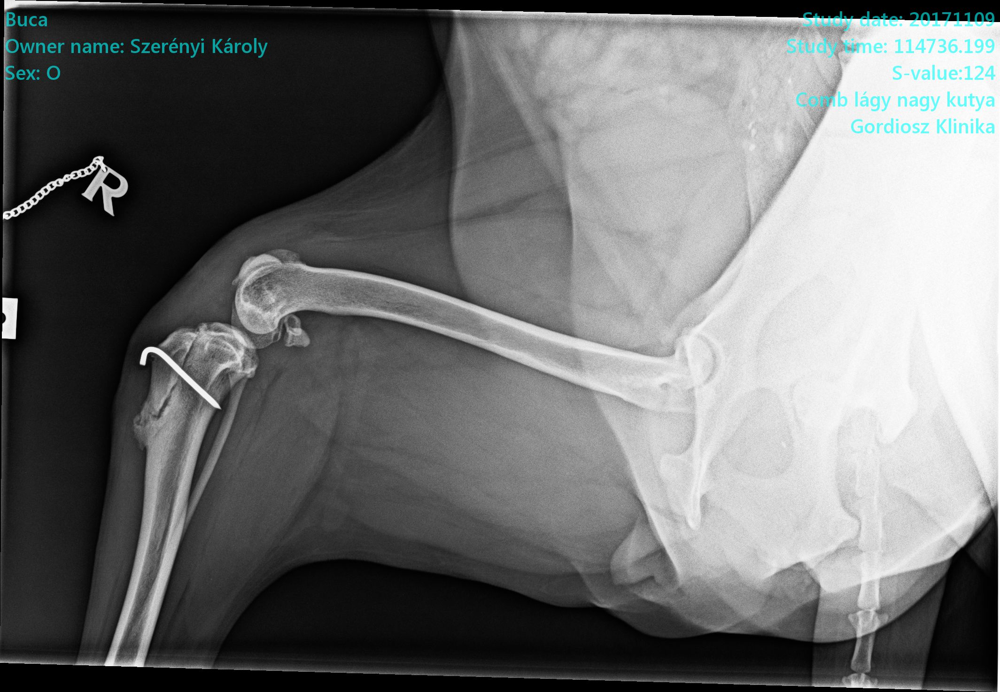 Buca
Owner name: Szerényi Károly
Sex: O
Study date: 20171109
Study time: 114736.199
S-value:124
Comb lágy nagy kutya
Gordiosz Klinika
R